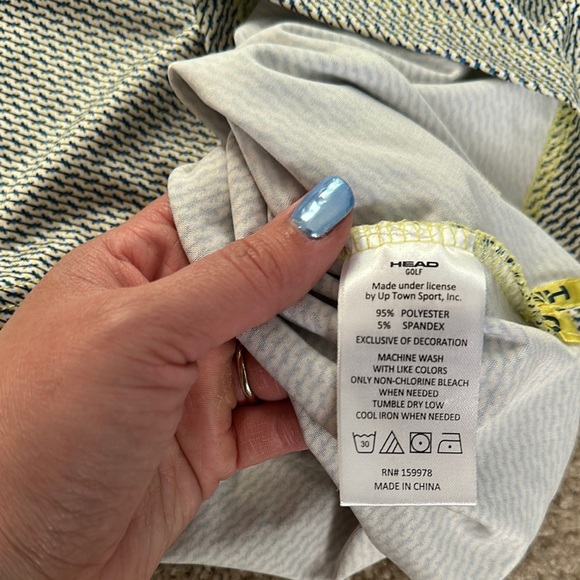 HEAD
GOLF
Made under license
by Up Town Sport, Inc.
95% POLYESTER
5% SPANDEX
EXCLUSIVE OF DECORATION
MACHINE WASH
WITH LIKE COLORS
ONLY NON-CHLORINE BLEACH
WHEN NEEDED
TUMBLE DRY LOW
COOL IRON WHEN NEEDED
30
RN# 159978
MADE IN CHINA